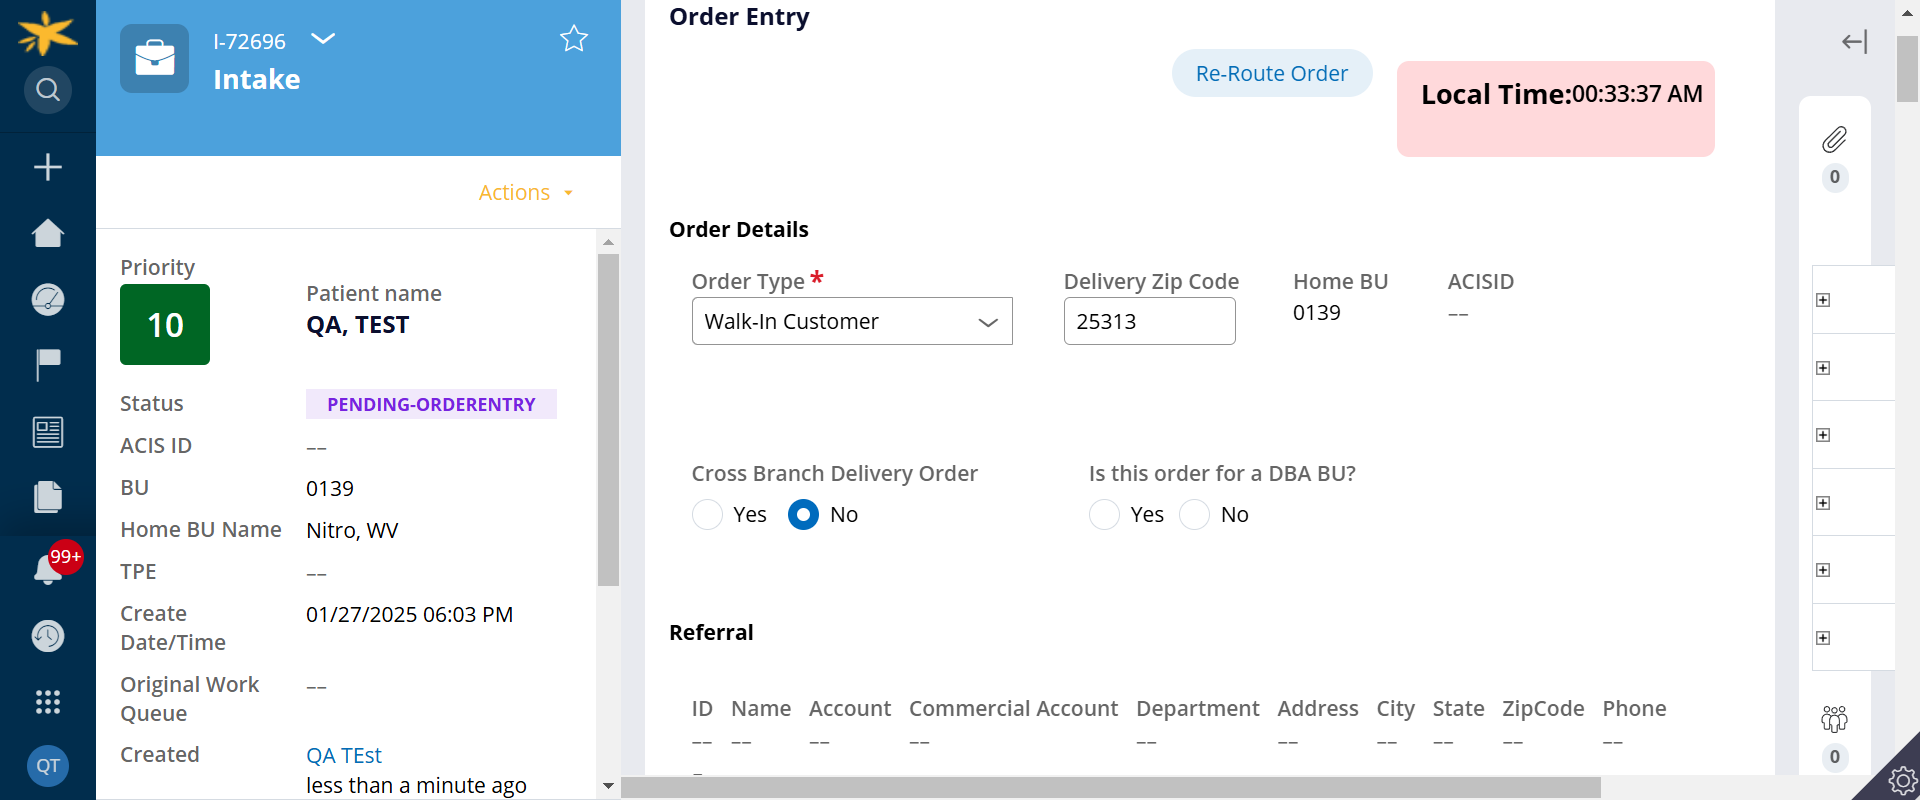 I-72696
Intake
Actions
Priority
10
Patient name
QA, TEST
Status
PENDING-ORDERENTRY
ACIS ID
––
BU
0139
Home BU Name
Nitro, WV
TPE
––
Create
Date/Time
01/27/2025 06:03 PM
Original Work
Queue
––
Created
QA TEst
less than a minute ago
99+
QT
Order Entry
Re-Route Order
Local Time:00:33:37 AM
Order Details
Order Type *
Delivery Zip Code
Home BU
ACISID
Walk-In Customer
25313
0139
––
Cross Branch Delivery Order
Is this order for a DBA BU?
Yes No
Yes No
Referral
ID Name Account Commercial Account Department Address City State ZipCode Phone
–– –– –– –– –– –– –– –– –– ––
0
0